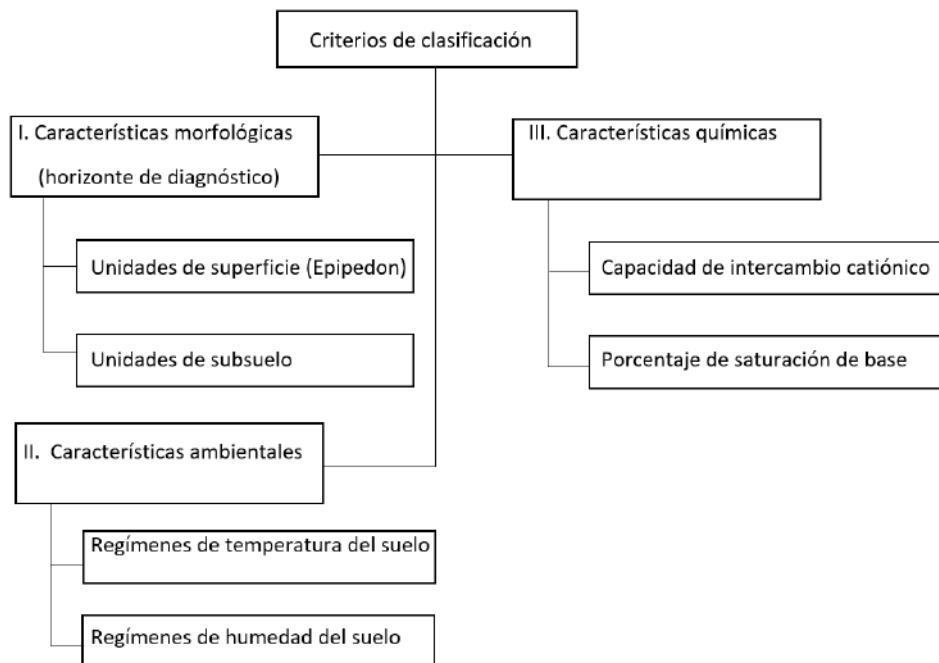 Criterios de clasificación
I. Características morfológicas
(horizonte de diagnóstico)
Unidades de superficie (Epipedon)
Unidades de subsuelo
II. Características ambientales
Regímenes de temperatura del suelo
Regímenes de humedad del suelo
III. Características químicas
Capacidad de intercambio catiónico
Porcentaje de saturación de base